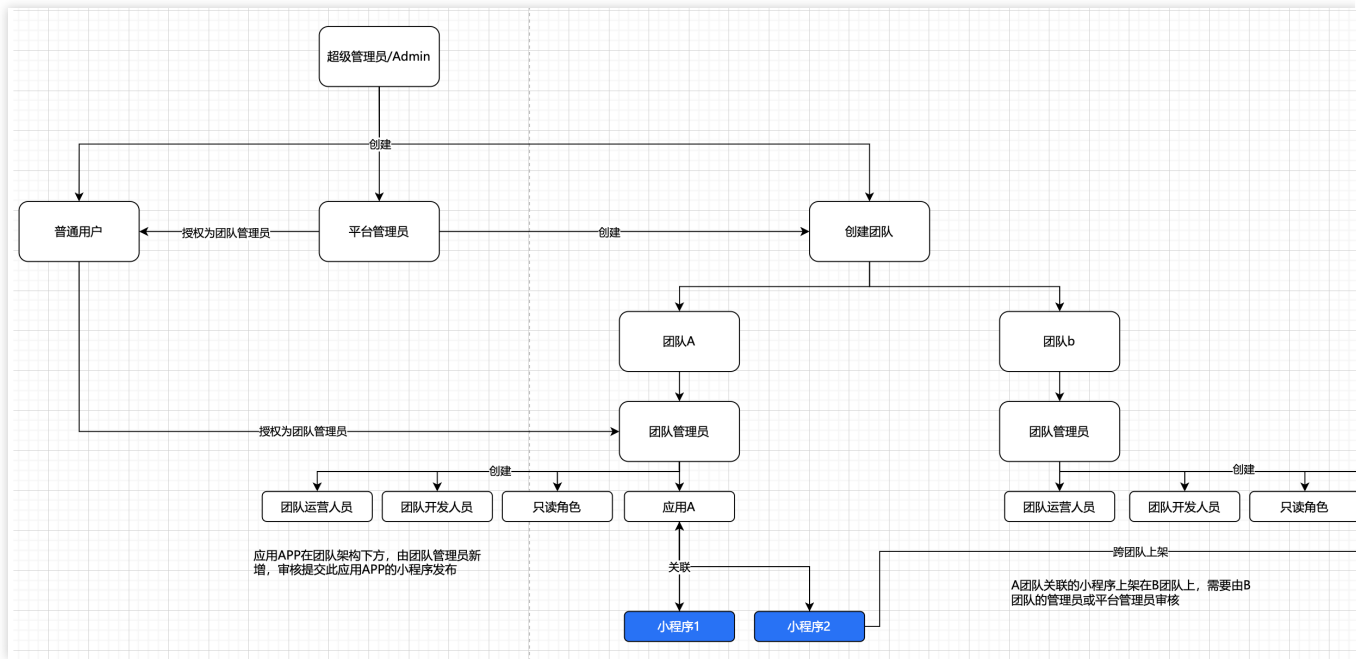 超级管理员/Admin
创建
普通用户
授权为团队管理员
平台管理员
创建
创建团队
团队A
团队b
授权为团队管理员
团队管理员
团队管理员
创建
创建
团队运营人员
团队开发人员
只读角色
应用A
团队运营人员
团队开发人员
只读角色
应用APP在团队架构下方，由团队管理员新
增，审核提交此应用APP的小程序发布
关联
跨团队上架
A团队关联的小程序上架在B团队上，需要由B
团队的管理员或平台管理员审核
小程序1
小程序2